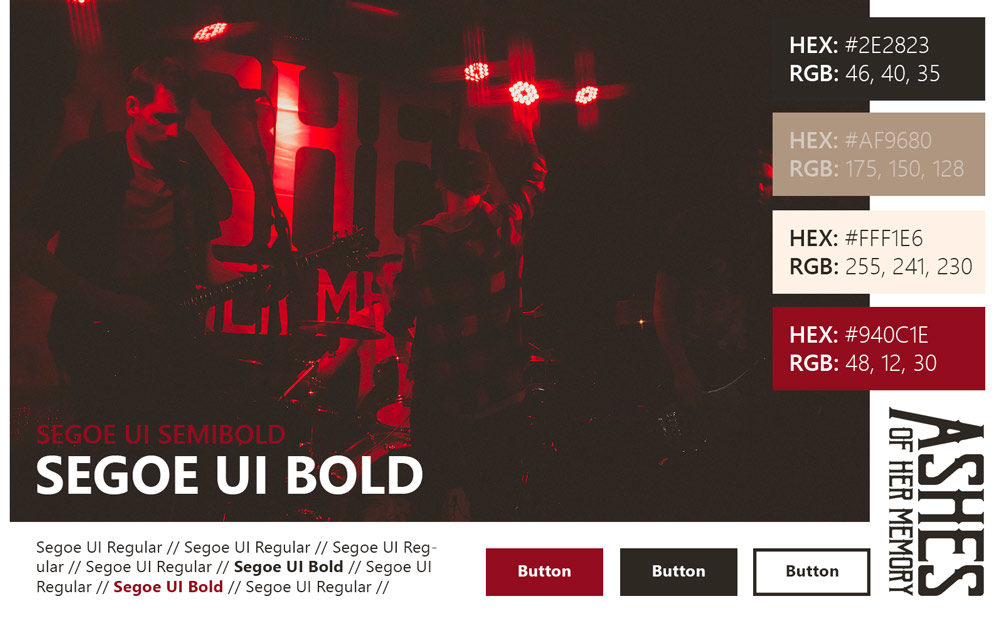 HEX: #2E2823
RGB: 46, 40, 35
HEX: #AF9680
RGB: 175, 150, 128
HEX: #FFF1E6
RGB: 255, 241, 230
HEX: #940C1E
RGB: 48, 12, 30
SEGOE UI SEMIBOLD
SEGOE UI BOLD
Segoe UI Regular // Segoe UI Regular // Segoe UI Reg-
ular // Segoe UI Regular // Segoe UI Bold // Segoe UI
Regular // Segoe UI Bold // Segoe UI Regular //
Button
Button
Button
ASHES
OF HER MEMORY